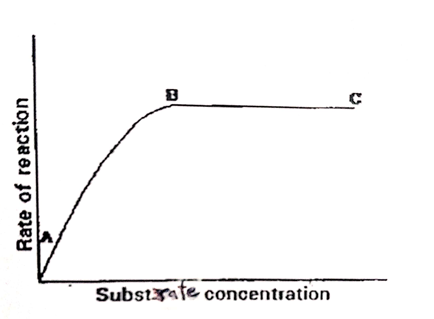 B
C
Rate of reaction
A
Substrate concentration